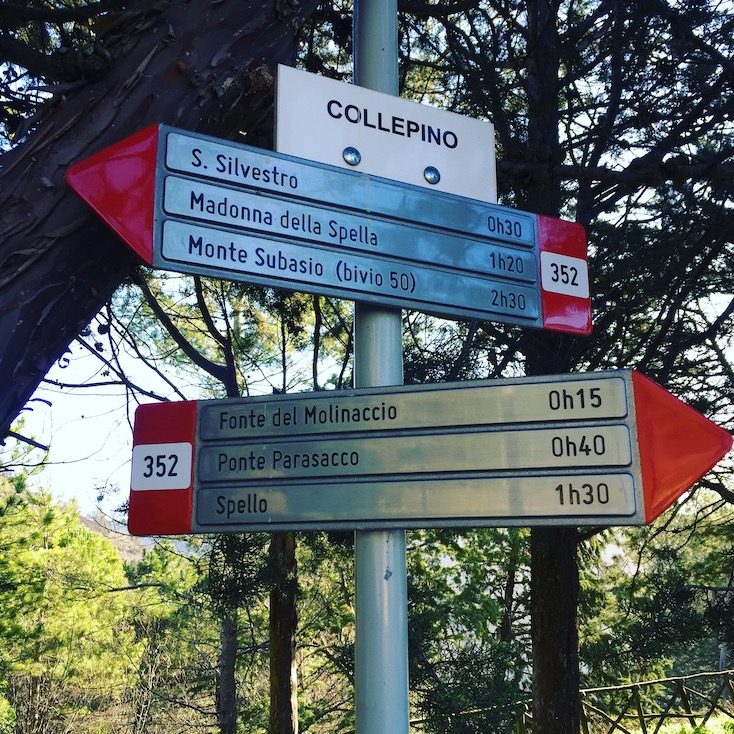 COLLEPINO
S. Silvestro 0h30
Madonna della Spella 1h20
Monte Subasio (bivio 50) 2h30
352
Fonte del Molinaccio 0h15
352
Ponte Parasacco 0h40
Spello 1h30